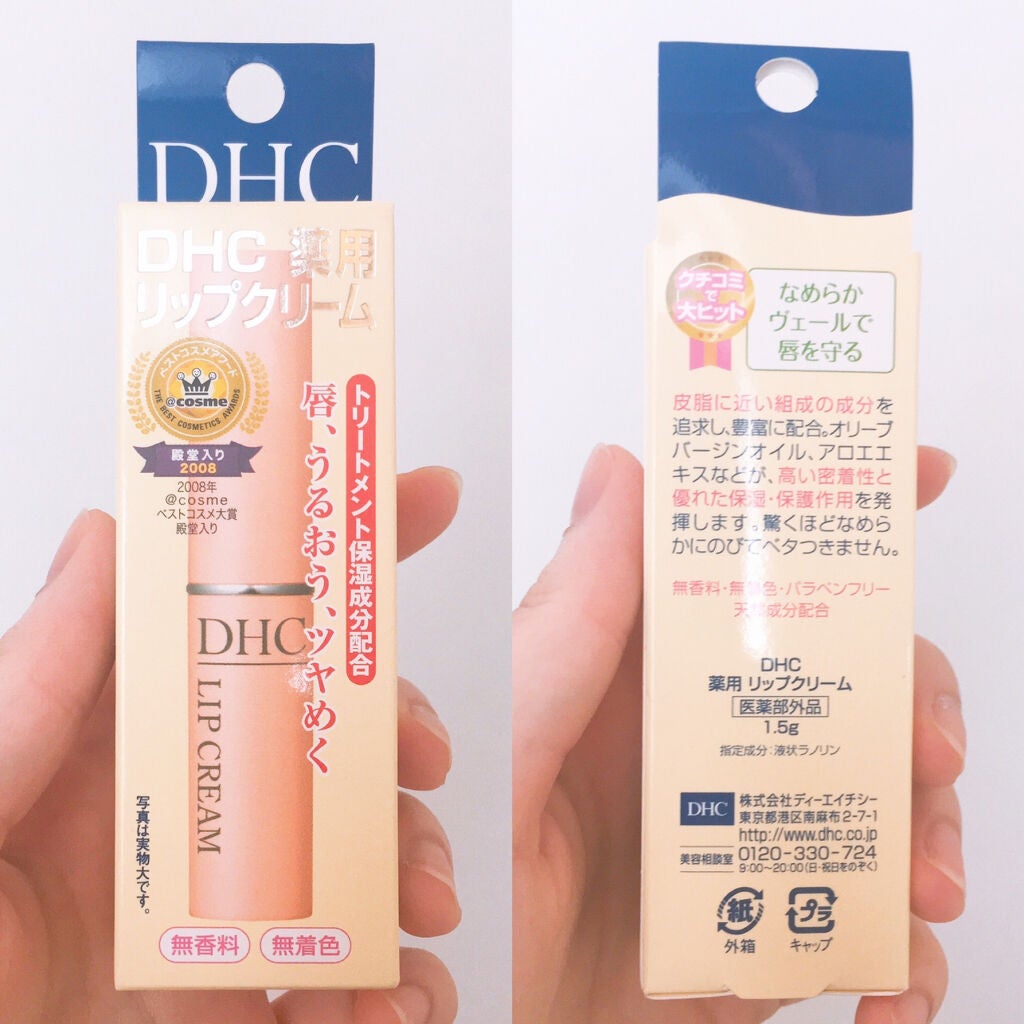 DHC
DHC 薬用
リップクリーム
ベストコスメアワード
@cosme
THE BEST COSMETICS AWARDS
殿堂入り
2008
2008年
@cosme
ベストコスメ大賞
殿堂入り
トリートメント保湿成分配合
唇、うるおう、ツヤめく
DHC
LIP CREAM
写真は実物大です。
無香料
無着色
クチコミ
で
大ヒット
なめらか
ヴェールで
唇を守る
皮脂に近い組成の成分を
追求し、豊富に配合。オリーブ
バージンオイル、アロエエ
キスなどが、高い密着性と
優れた保湿・保護作用を発
揮します。驚くほどなめら
かにのびてベタつきません。
無香料・無着色・パラベンフリー
天然成分配合
DHC
薬用 リップクリーム
医薬部外品
1.5g
指定成分：液状ラノリン
DHC
株式会社ディーエイチシー
東京都港区南麻布2-7-1
http://www.dhc.co.jp
美容相談室 0120-330-724
9:00～20:00(日・祝日をのぞく)
紙
外箱
プラ
キャップ